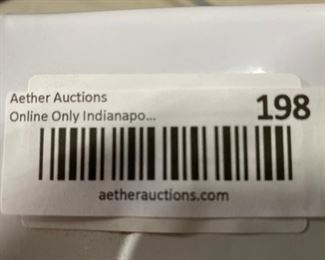 Aether Auctions
Online Only Indianapo...
198
aetherauctions.com